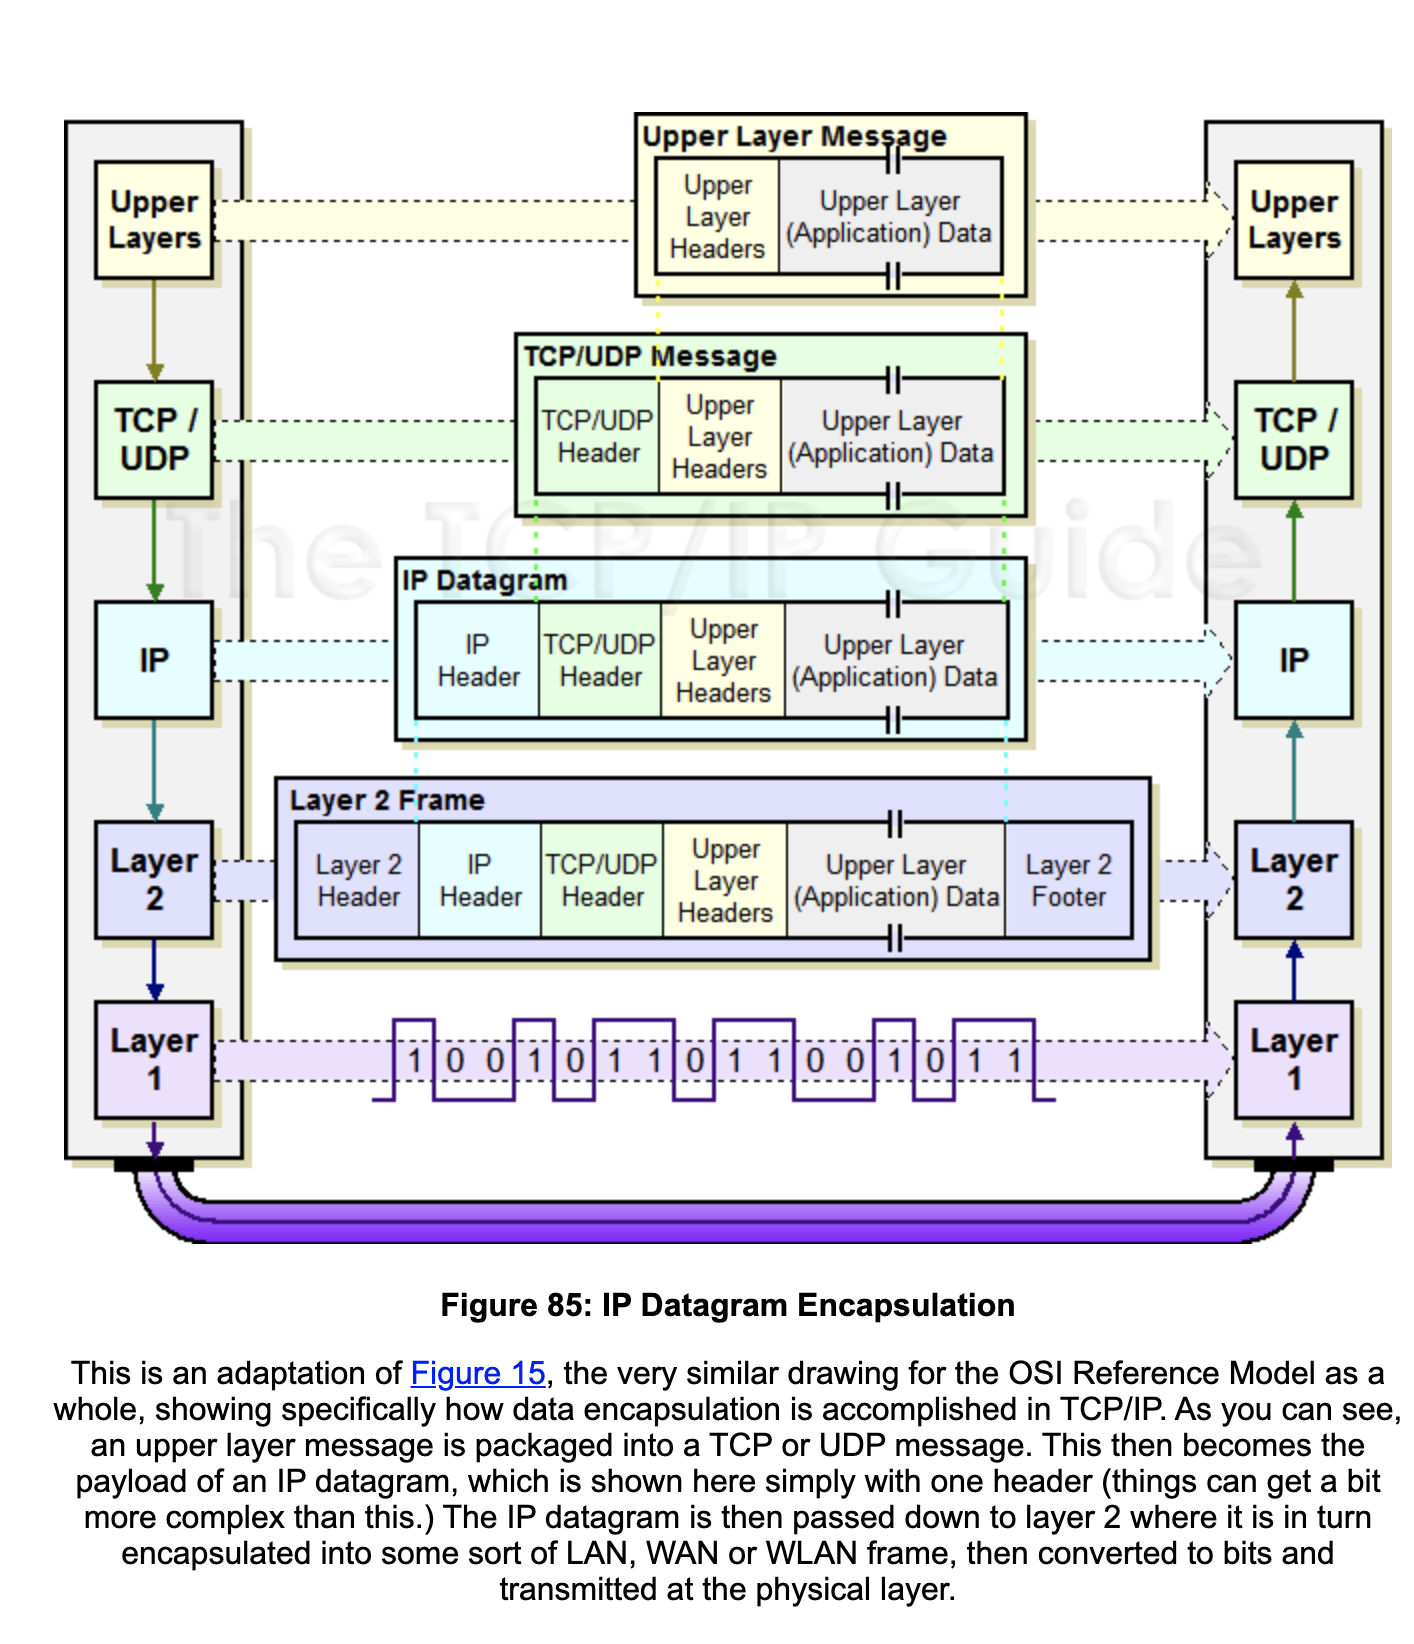 Upper Layer Message
Upper
Layers
Upper
Layer
Headers
Upper Layer
(Application) Data
Upper
Layers
TCP/UDP Message
TCP /
UDP
TCP/UDP
Header
Upper
Layer
Headers
Upper Layer
(Application) Data
TCP /
UDP
The TCP/IP Guide
IP Datagram
IP
IP
Header
TCP/UDP
Header
Upper
Layer
Headers
Upper Layer
(Application) Data
IP
Layer 2 Frame
Layer
2
Layer 2
Header
IP
Header
TCP/UDP
Header
Upper
Layer
Headers
Upper Layer
(Application) Data
Layer 2
Footer
Layer
2
Layer
1
1 0 0 1 0 1 1 0 1 1 0 0 1 0 1 1
Layer
1
Figure 85: IP Datagram Encapsulation
This is an adaptation of Figure 15, the very similar drawing for the OSI Reference Model as a
whole, showing specifically how data encapsulation is accomplished in TCP/IP. As you can see,
an upper layer message is packaged into a TCP or UDP message. This then becomes the
payload of an IP datagram, which is shown here simply with one header (things can get a bit
more complex than this.) The IP datagram is then passed down to layer 2 where it is in turn
encapsulated into some sort of LAN, WAN or WLAN frame, then converted to bits and
transmitted at the physical layer.